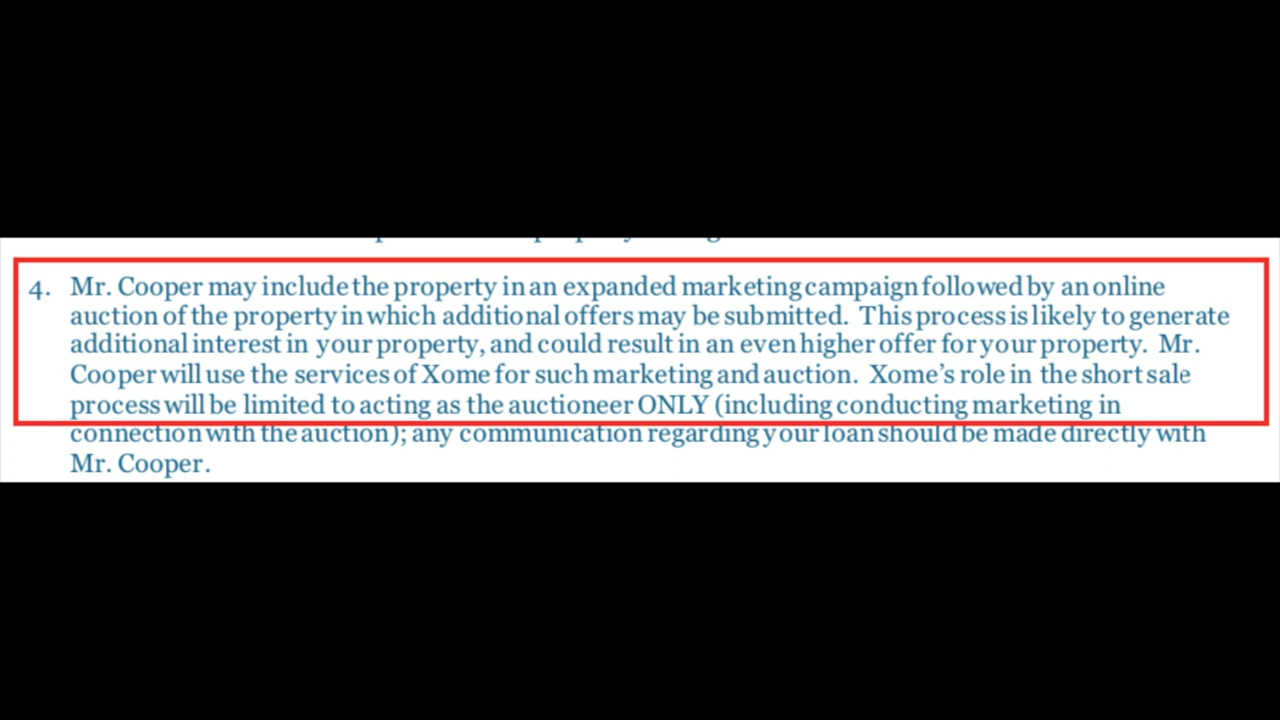 4. Mr. Cooper may include the property in an expanded marketing campaign followed by an online
auction of the property in which additional offers may be submitted. This process is likely to generate
additional interest in your property, and could result in an even higher offer for your property. Mr.
Cooper will use the services of Xome for such marketing and auction. Xome's role in the short sale
process will be limited to acting as the auctioneer ONLY (including conducting marketing in
connection with the auction); any communication regarding your loan should be made directly with
Mr. Cooper.